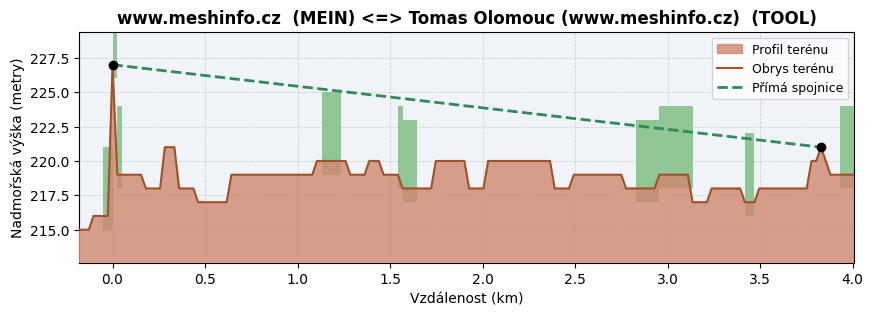 www.meshinfo.cz  (MEIN) <=> Tomas Olomouc (www.meshinfo.cz)  (TOOL)
Nadmořská výška (metry)
227.5
225.0
222.5
220.0
217.5
215.0
Profil terénu
Obrys terénu
Přímá spojnice
0.0 0.5 1.0 1.5 2.0 2.5 3.0 3.5 4.0
Vzdálenost (km)